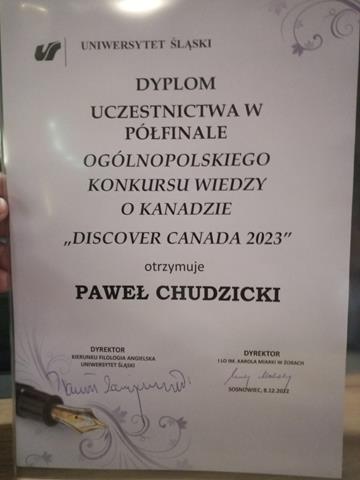 UNIWERSYTET ŚLĄSKI
DYPLOM
UCZESTNICTWA W
PÓŁFINALE
OGÓLNOPOLSKIEGO
KONKURSU WIEDZY
O KANADZIE
„DISCOVER CANADA 2023”
otrzymuje
PAWEŁ CHUDZICKI
DYREKTOR
KIERUNKU FILOLOGIA ANGIELSKA
UNIWERSYTET ŚLĄSKI
DYREKTOR
I LO IM. KAROLA MIARKI W ŻORACH
SOSNOWIEC, 8.12.2022